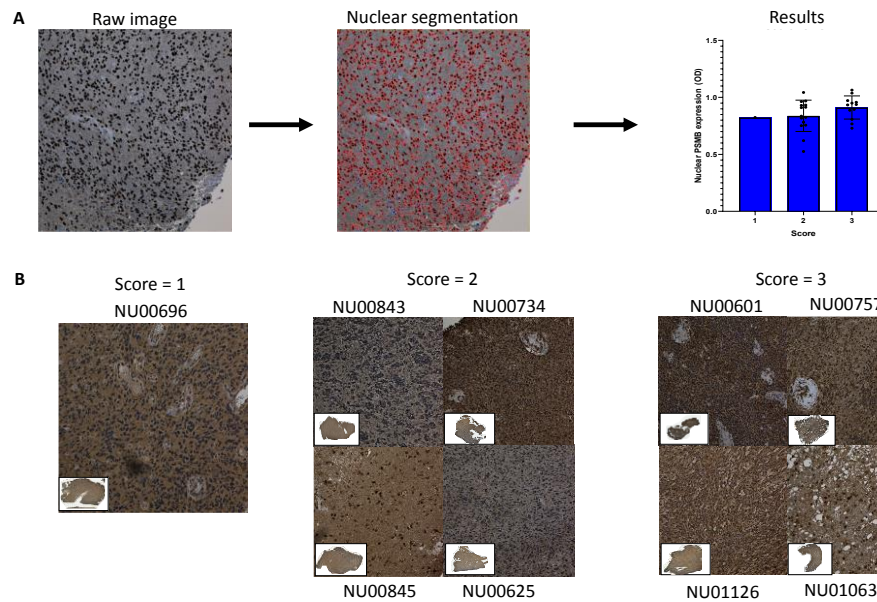 A
Raw image
Nuclear segmentation
Results
Nuclear PSMB expression (OD)
1.5
1.0
0.5
0.0
1 2 3
Score
B
Score = 1
Score = 2
Score = 3
NU00696
NU00843 NU00734
NU00601 NU00757
NU00845 NU00625
NU01126 NU01063